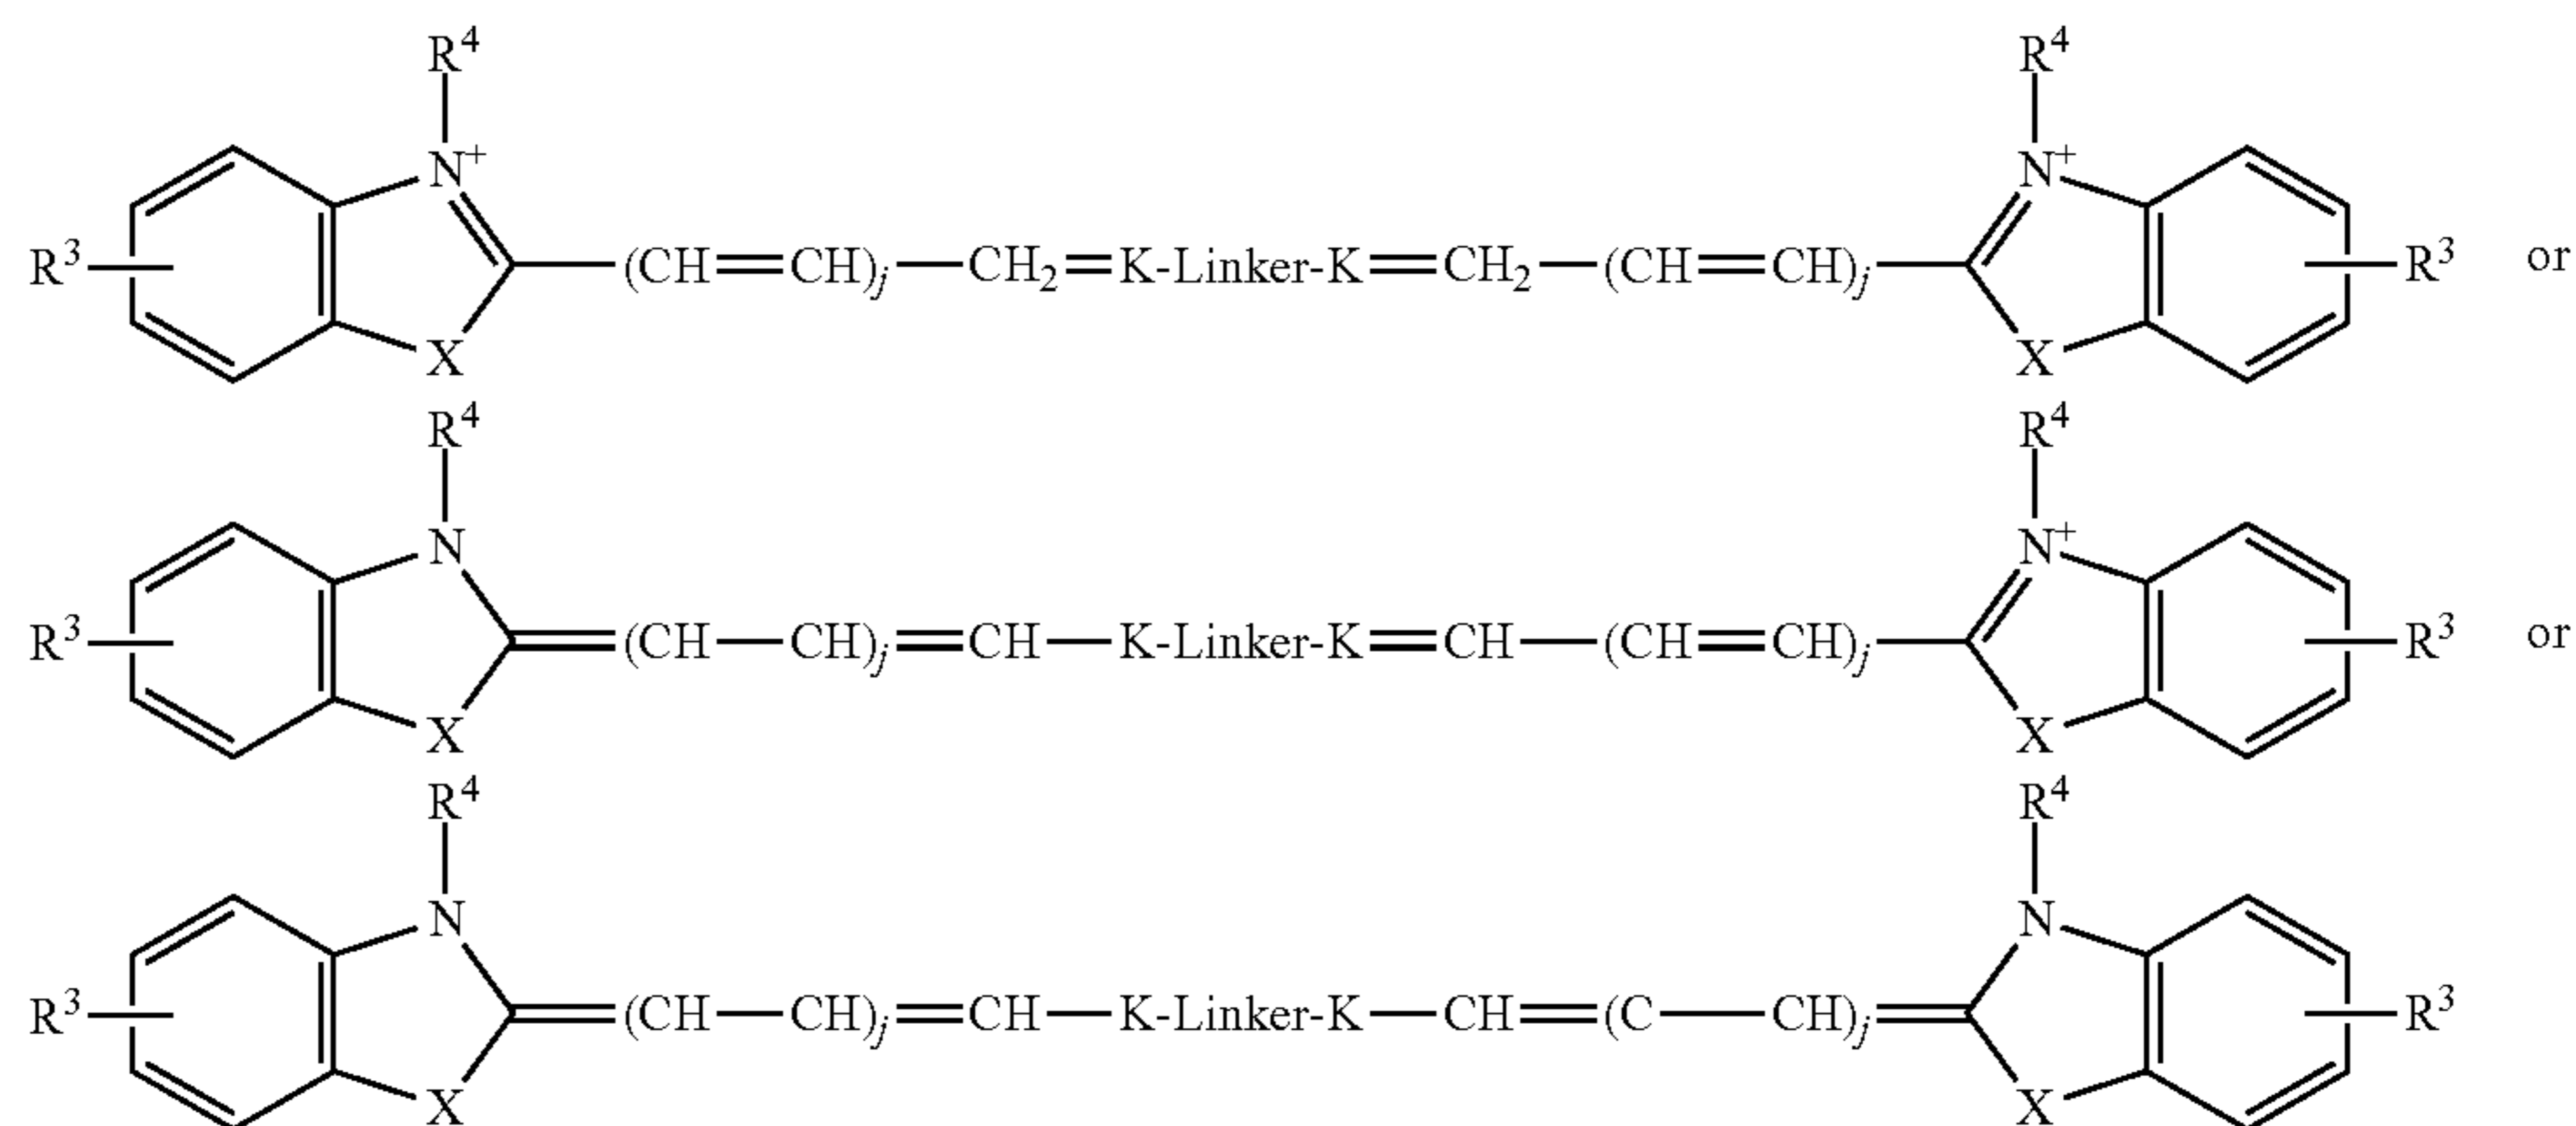 R⁴ R⁴
N⁺ N⁺
R³ (CH=CH)ⱼ—CH₂=K-Linker-K=CH₂—(CH=CH)ⱼ R³ or
X X
R⁴ R⁴
N N⁺
R³ =(CH—CH)ⱼ=CH—K-Linker-K=CH—(CH=CH)ⱼ R³ or
X X
R⁴ R⁴
N N
R³ =(CH—CH)ⱼ=CH—K-Linker-K—CH=(C—CH)ⱼ= R³
X X